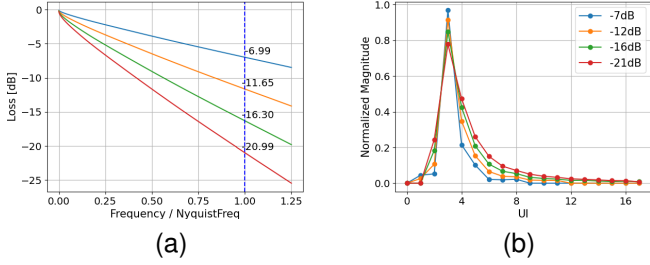 0
-5
-10
-15
-20
-25
Loss [dB]
-6.99
-11.65
-16.30
-20.99
0.00 0.25 0.50 0.75 1.00 1.25
Frequency / NyquistFreq
(a)
1.0
0.8
0.6
0.4
0.2
0.0
Normalized Magnitude
-7dB
-12dB
-16dB
-21dB
0 4 8 12 16
UI
(b)